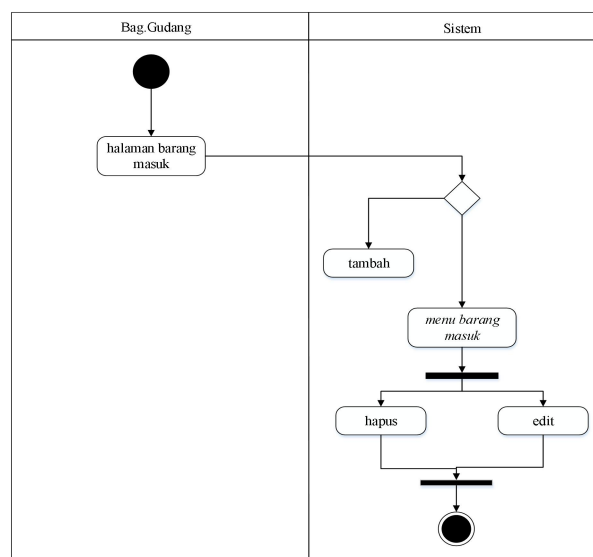 Bag.Gudang
Sistem
halaman barang
masuk
tambah
menu barang
masuk
hapus
edit